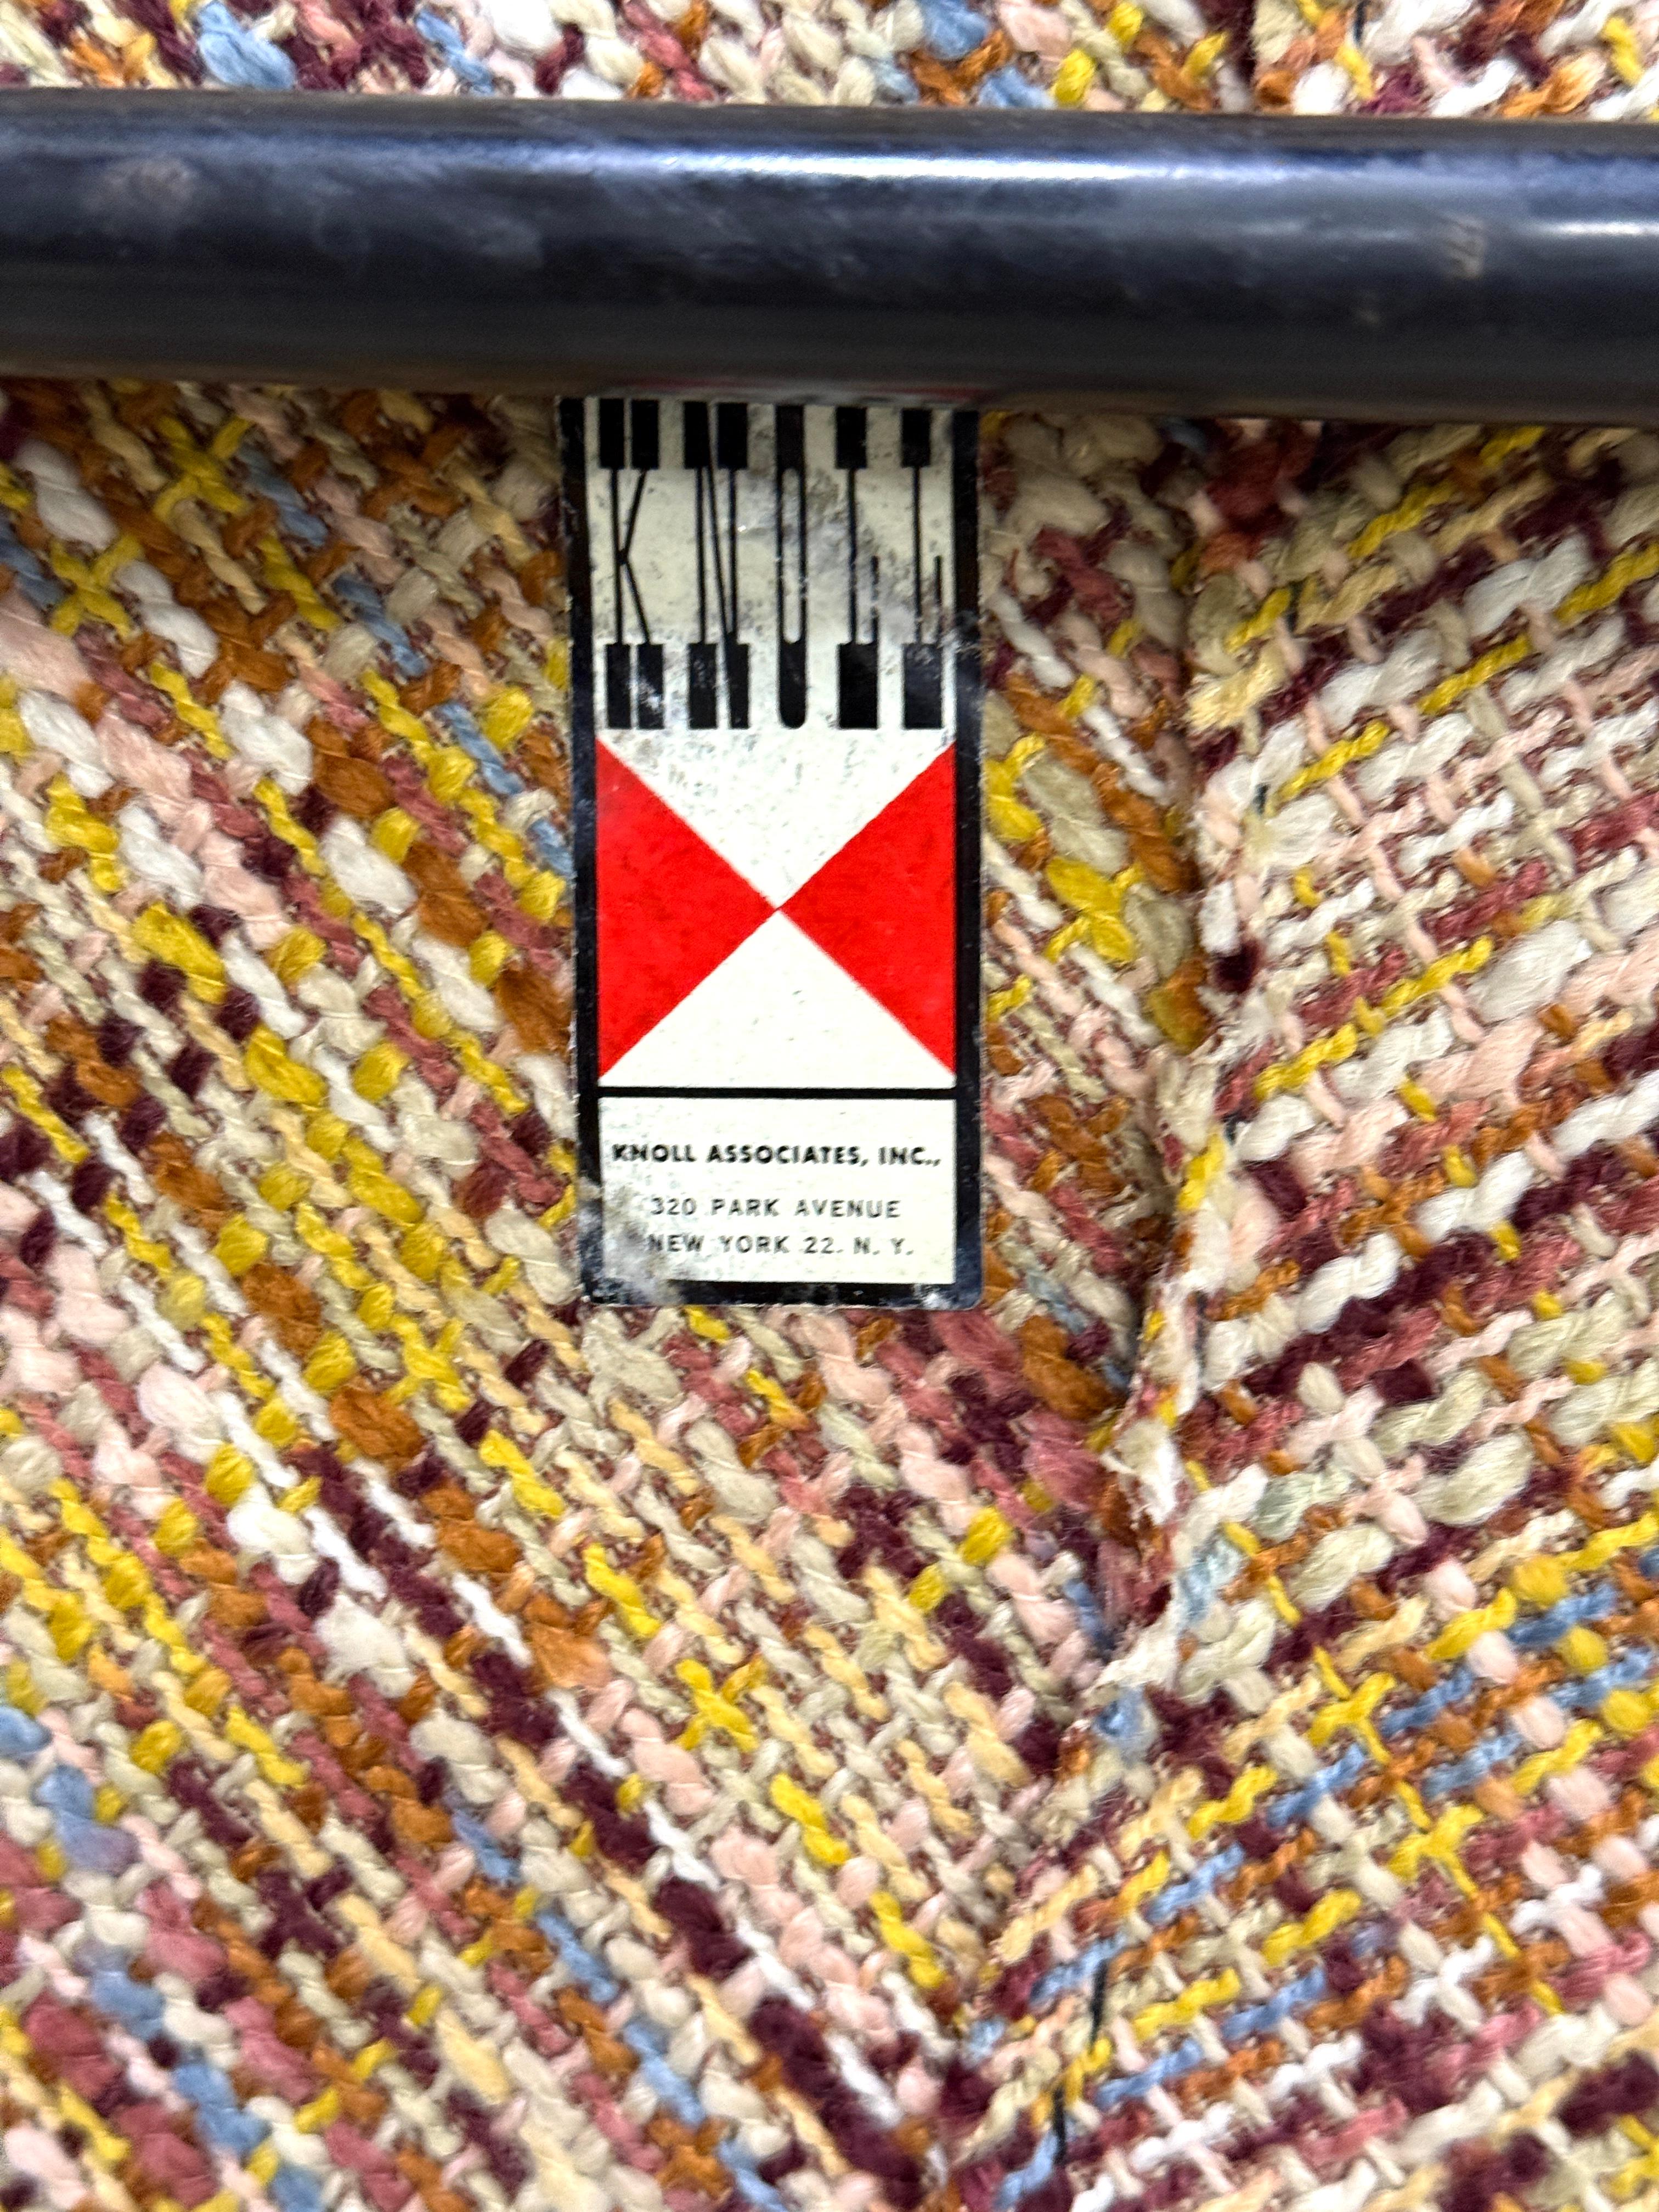 KNOLL
KNOLL ASSOCIATES, INC.,
320 PARK AVENUE
NEW YORK 22. N. Y.